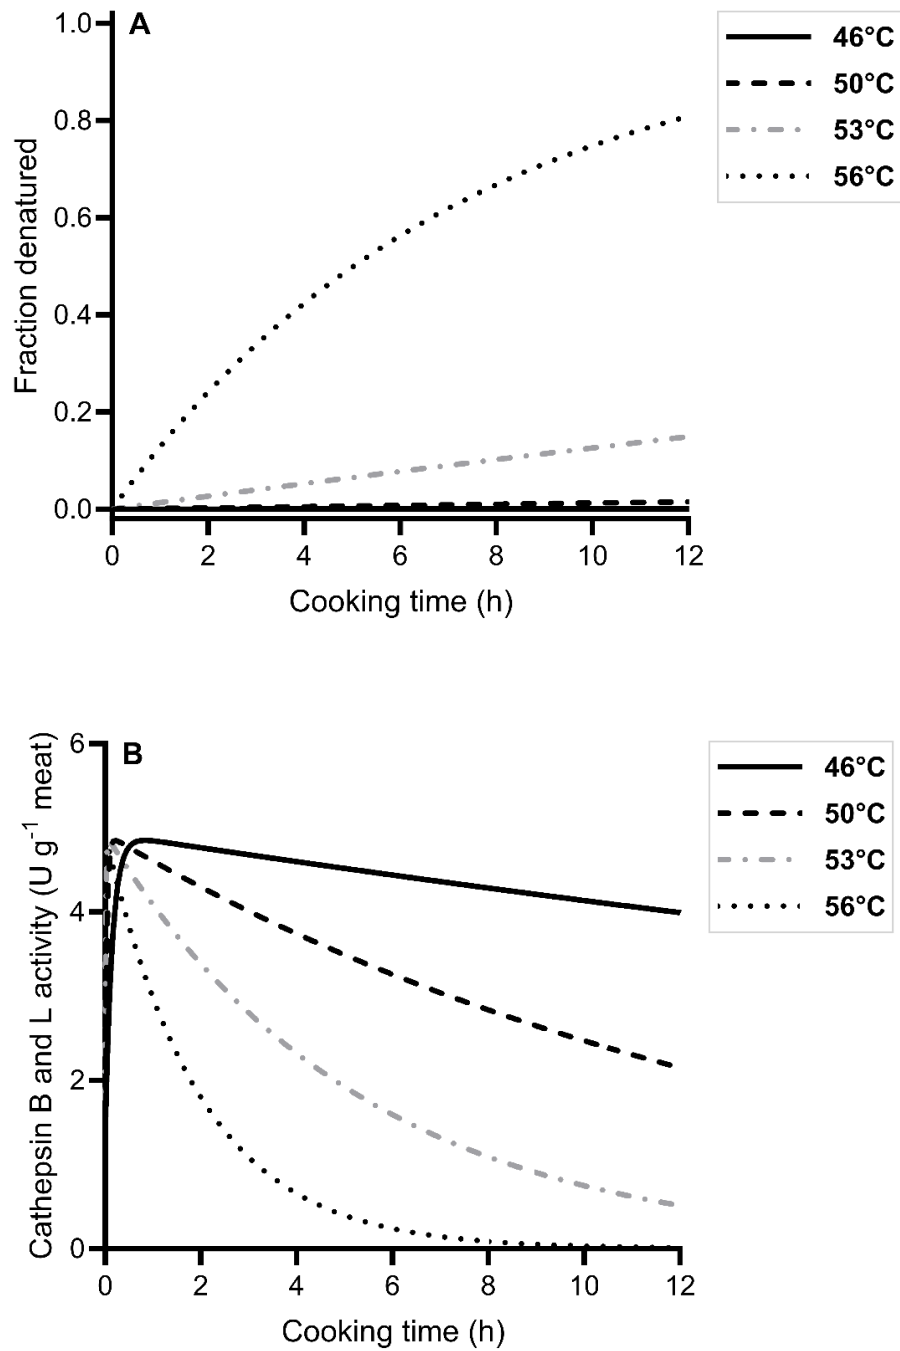 A
1.0
0.8
0.6
0.4
0.2
0.0
Fraction denatured
0 2 4 6 8 10 12
Cooking time (h)
46°C
50°C
53°C
56°C
B
6
4
2
0
Cathepsin B and L activity (U g⁻¹ meat)
0 2 4 6 8 10 12
Cooking time (h)
46°C
50°C
53°C
56°C